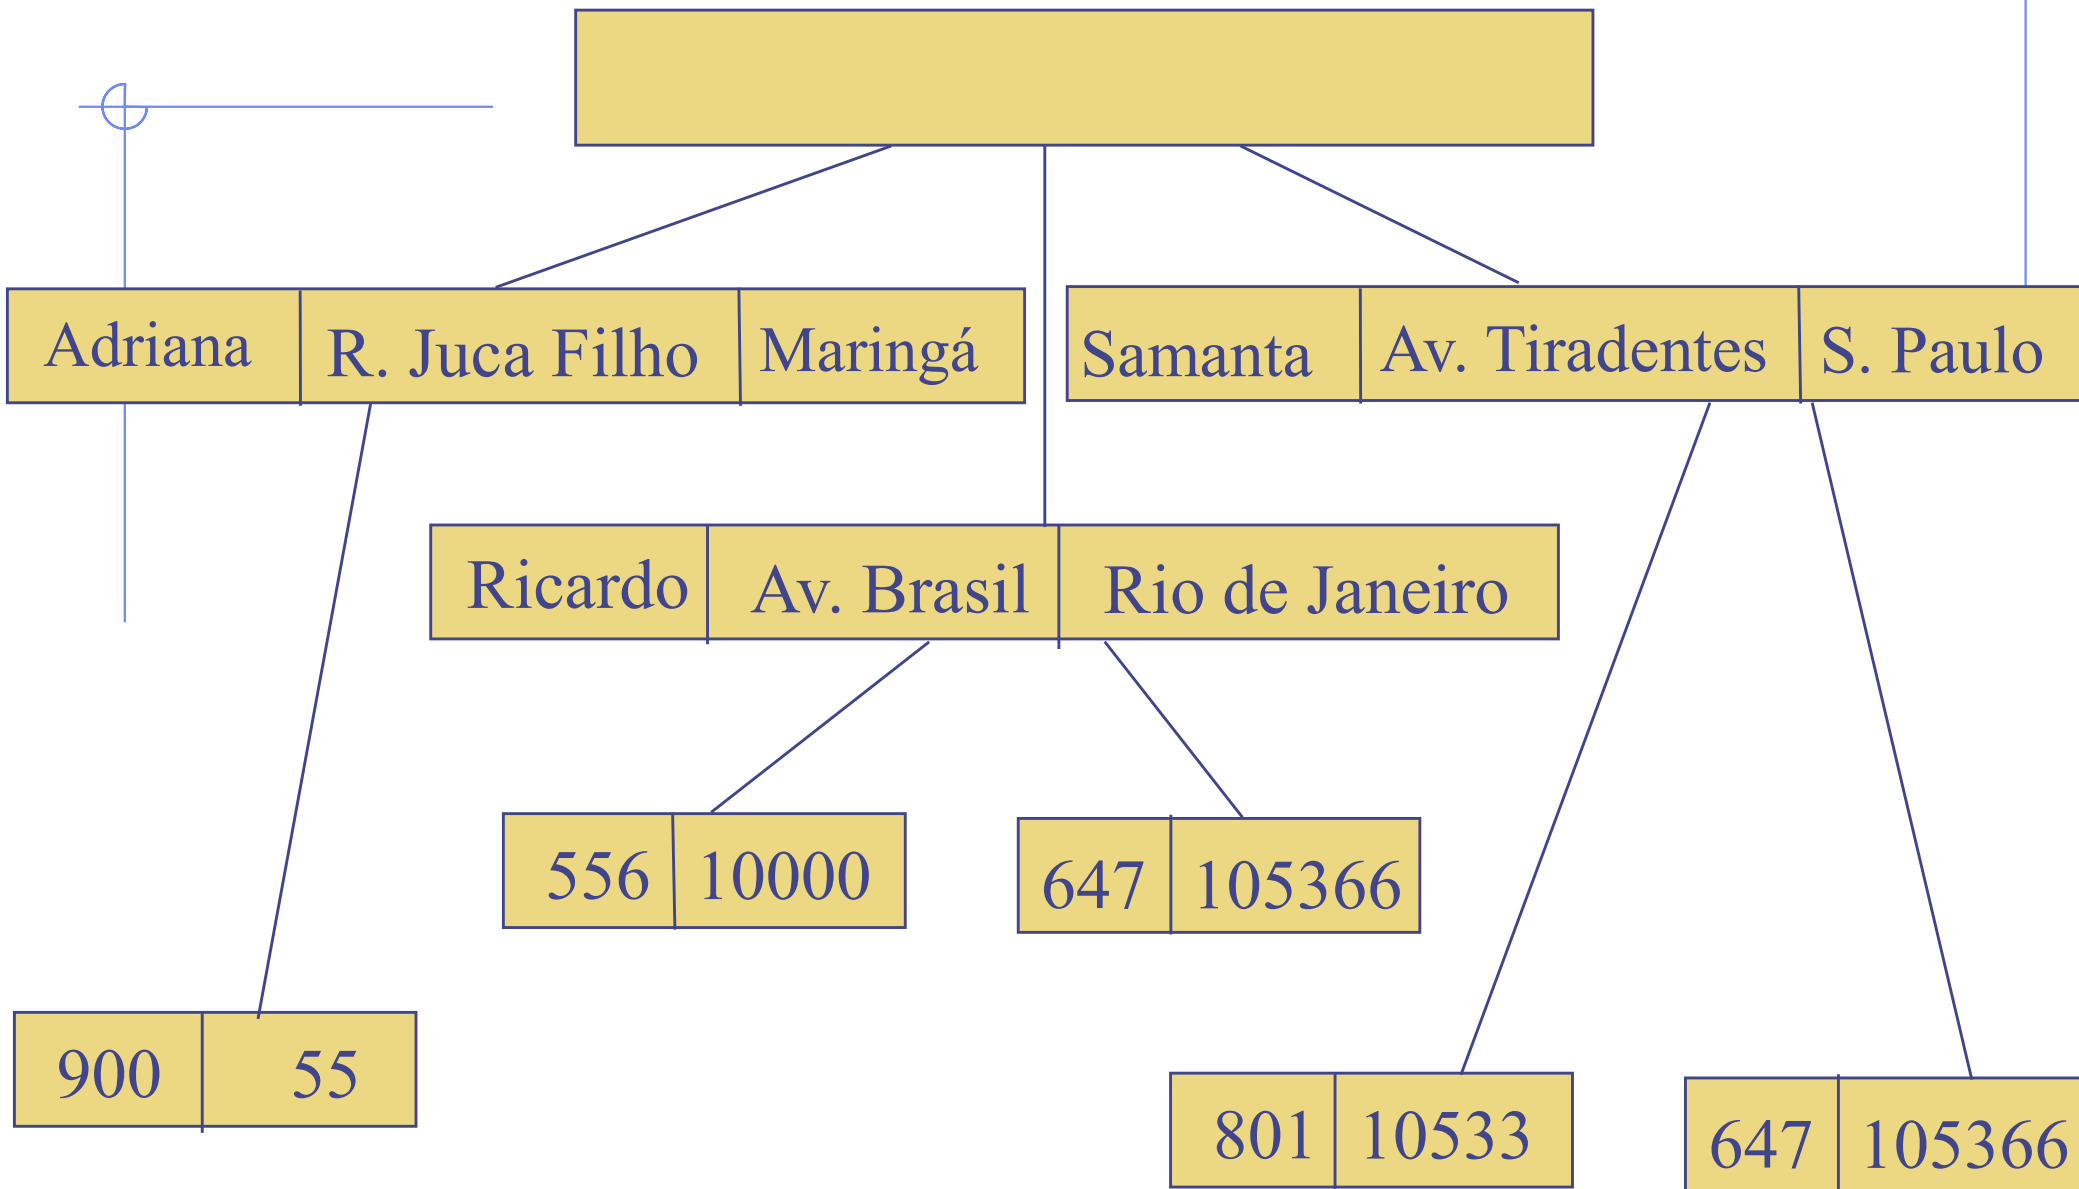 Adriana R. Juca Filho Maringá Samanta Av. Tiradentes S. Paulo
Ricardo Av. Brasil Rio de Janeiro
556 10000 647 105366
900 55
801 10533 647 105366